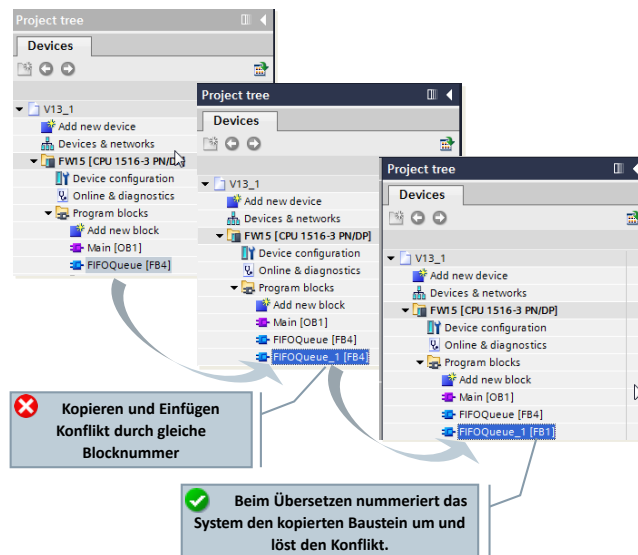 Project tree
Devices
V13_1
Add new device
Devices & networks
FW15 [CPU 1516-3 PN/DP]
Device configuration
Online & diagnostics
Program blocks
Add new block
Main [OB1]
FIFOQueue [FB4]
Project tree
Devices
V13_1
Add new device
Devices & networks
FW15 [CPU 1516-3 PN/DP]
Device configuration
Online & diagnostics
Program blocks
Add new block
Main [OB1]
FIFOQueue [FB4]
FIFOQueue_1 [FB4]
Project tree
Devices
V13_1
Add new device
Devices & networks
FW15 [CPU 1516-3 PN/DP]
Device configuration
Online & diagnostics
Program blocks
Add new block
Main [OB1]
FIFOQueue [FB4]
FIFOQueue_1 [FB1]
Kopieren und Einfügen
Konflikt durch gleiche
Blocknummer
Beim Übersetzen nummeriert das
System den kopierten Baustein um und
löst den Konflikt.